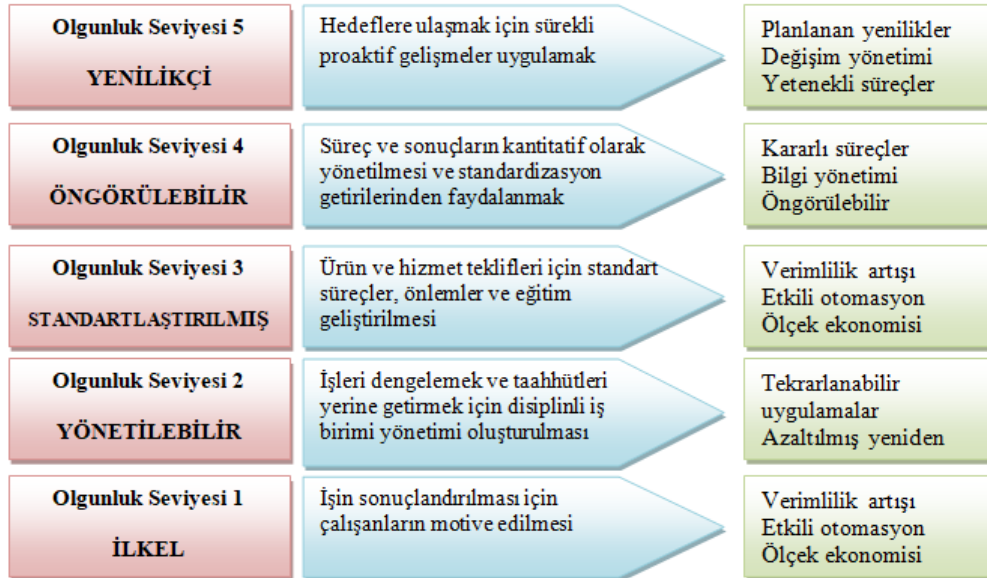 Olgunluk Seviyesi 5
YENİLİKÇİ
Hedeflere ulaşmak için sürekli
proaktif gelişmeler uygulamak
Planlanan yenilikler
Değişim yönetimi
Yetenekli süreçler
Olgunluk Seviyesi 4
ÖNGÖRÜLEBİLİR
Süreç ve sonuçların kantitatif olarak
yönetilmesi ve standardizasyon
getirilerinden faydalanmak
Kararlı süreçler
Bilgi yönetimi
Öngörülebilir
Olgunluk Seviyesi 3
STANDARTLAŞTIRILMIŞ
Ürün ve hizmet teklifleri için standart
süreçler, önlemler ve eğitim
geliştirilmesi
Verimlilik artışı
Etkili otomasyon
Ölçek ekonomisi
Olgunluk Seviyesi 2
YÖNETİLEBİLİR
İşleri dengelemek ve taahhütleri
yerine getirmek için disiplinli iş
birimi yönetimi oluşturulması
Tekrarlanabilir
uygulamalar
Azaltılmış yeniden
Olgunluk Seviyesi 1
İLKEL
İşin sonuçlandırılması için
çalışanların motive edilmesi
Verimlilik artışı
Etkili otomasyon
Ölçek ekonomisi